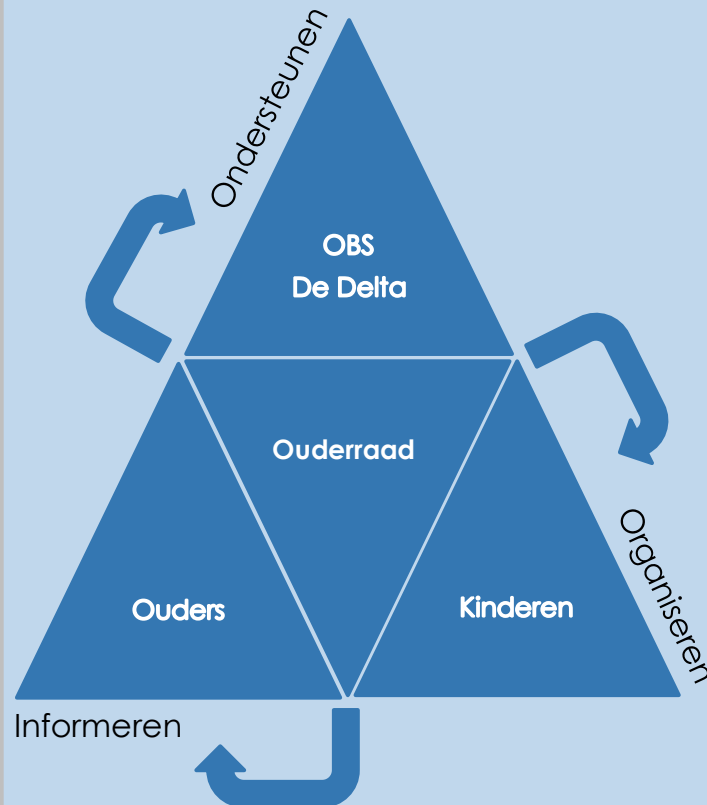 Ondersteunen
OBS
De Delta
Ouderraad
Ouders
Kinderen
Organiseren
Informeren